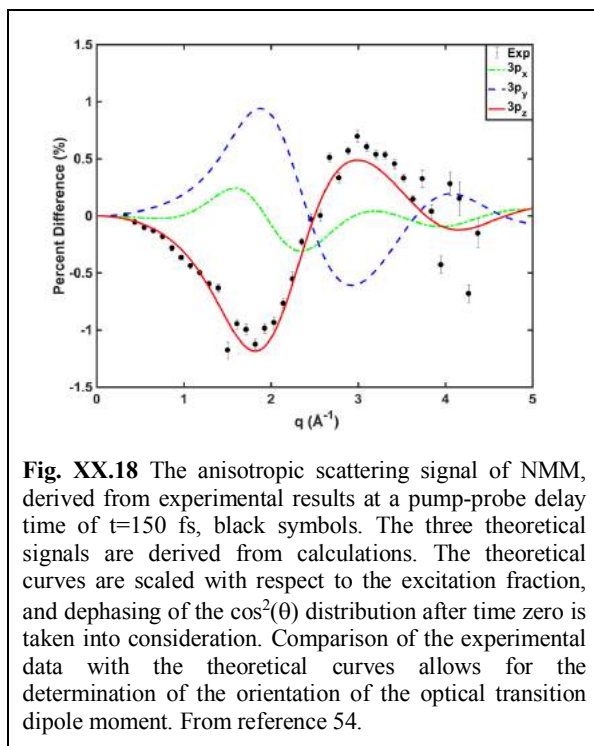 1.5
1
0.5
0
-0.5
-1
-1.5
Percent Difference (%)
Exp
3pₓ
3p_y
3p_z
0 1 2 3 4 5
q (Å⁻¹)
Fig. XX.18 The anisotropic scattering signal of NMM,
derived from experimental results at a pump-probe delay
time of t=150 fs, black symbols. The three theoretical
signals are derived from calculations. The theoretical
curves are scaled with respect to the excitation fraction,
and dephasing of the cos²(θ) distribution after time zero is
taken into consideration. Comparison of the experimental
data with the theoretical curves allows for the
determination of the orientation of the optical transition
dipole moment. From reference 54.